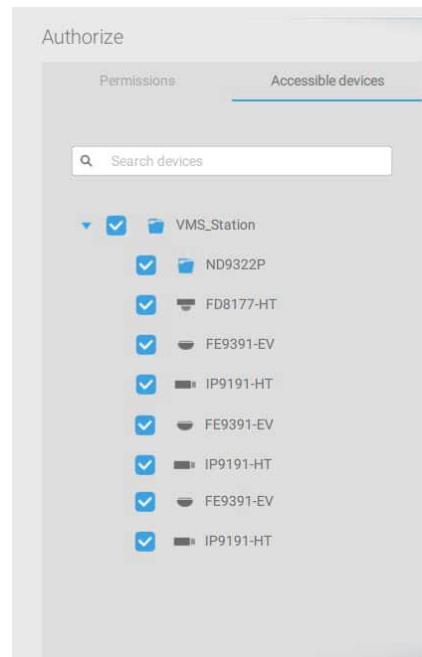 Authorize
Permissions Accessible devices
Search devices
VMS_Station
ND9322P
FD8177-HT
FE9391-EV
IP9191-HT
FE9391-EV
IP9191-HT
FE9391-EV
IP9191-HT